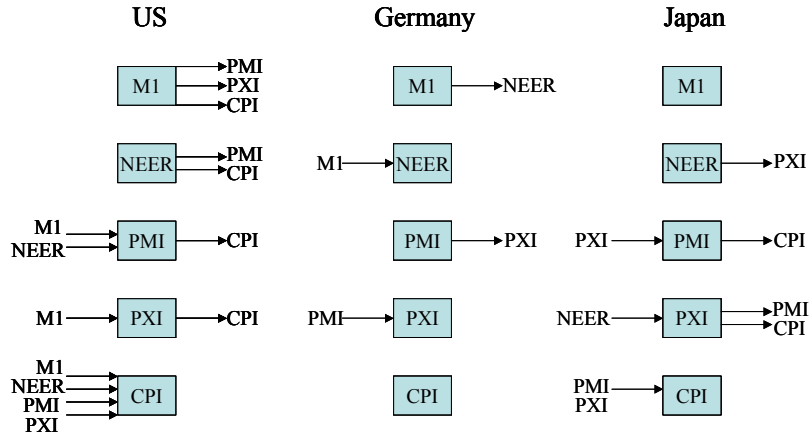 US Germany Japan
PMI
M1 PXI M1 NEER M1
CPI
NEER PMI M1 NEER NEER PXI
CPI
M1
NEER PMI CPI PMI PXI PXI PMI CPI
M1 PXI CPI PMI PXI NEER PXI PMI
CPI
M1
NEER
PMI
PXI
CPI
CPI
PMI
PXI
CPI